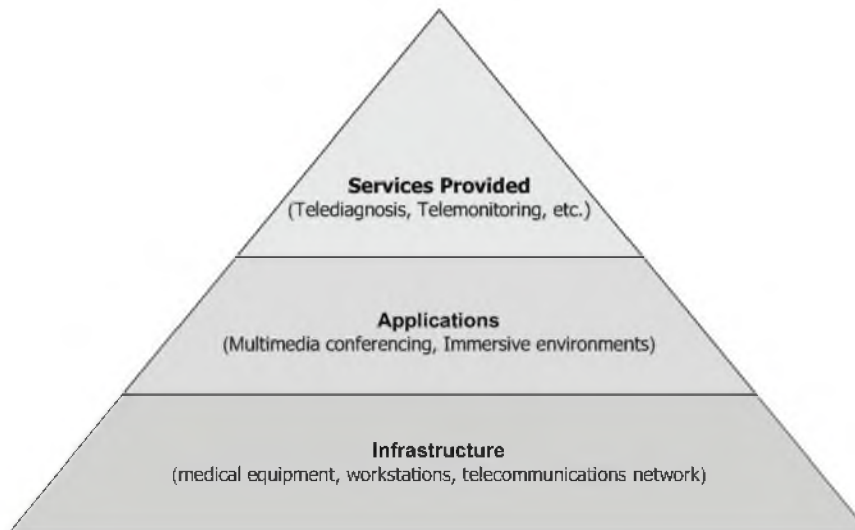 Services Provided
(Telediagnosis, Telemonitoring, etc.)
Applications
(Multimedia conferencing, Immersive environments)
Infrastructure
(medical equipment, workstations, telecommunications network)